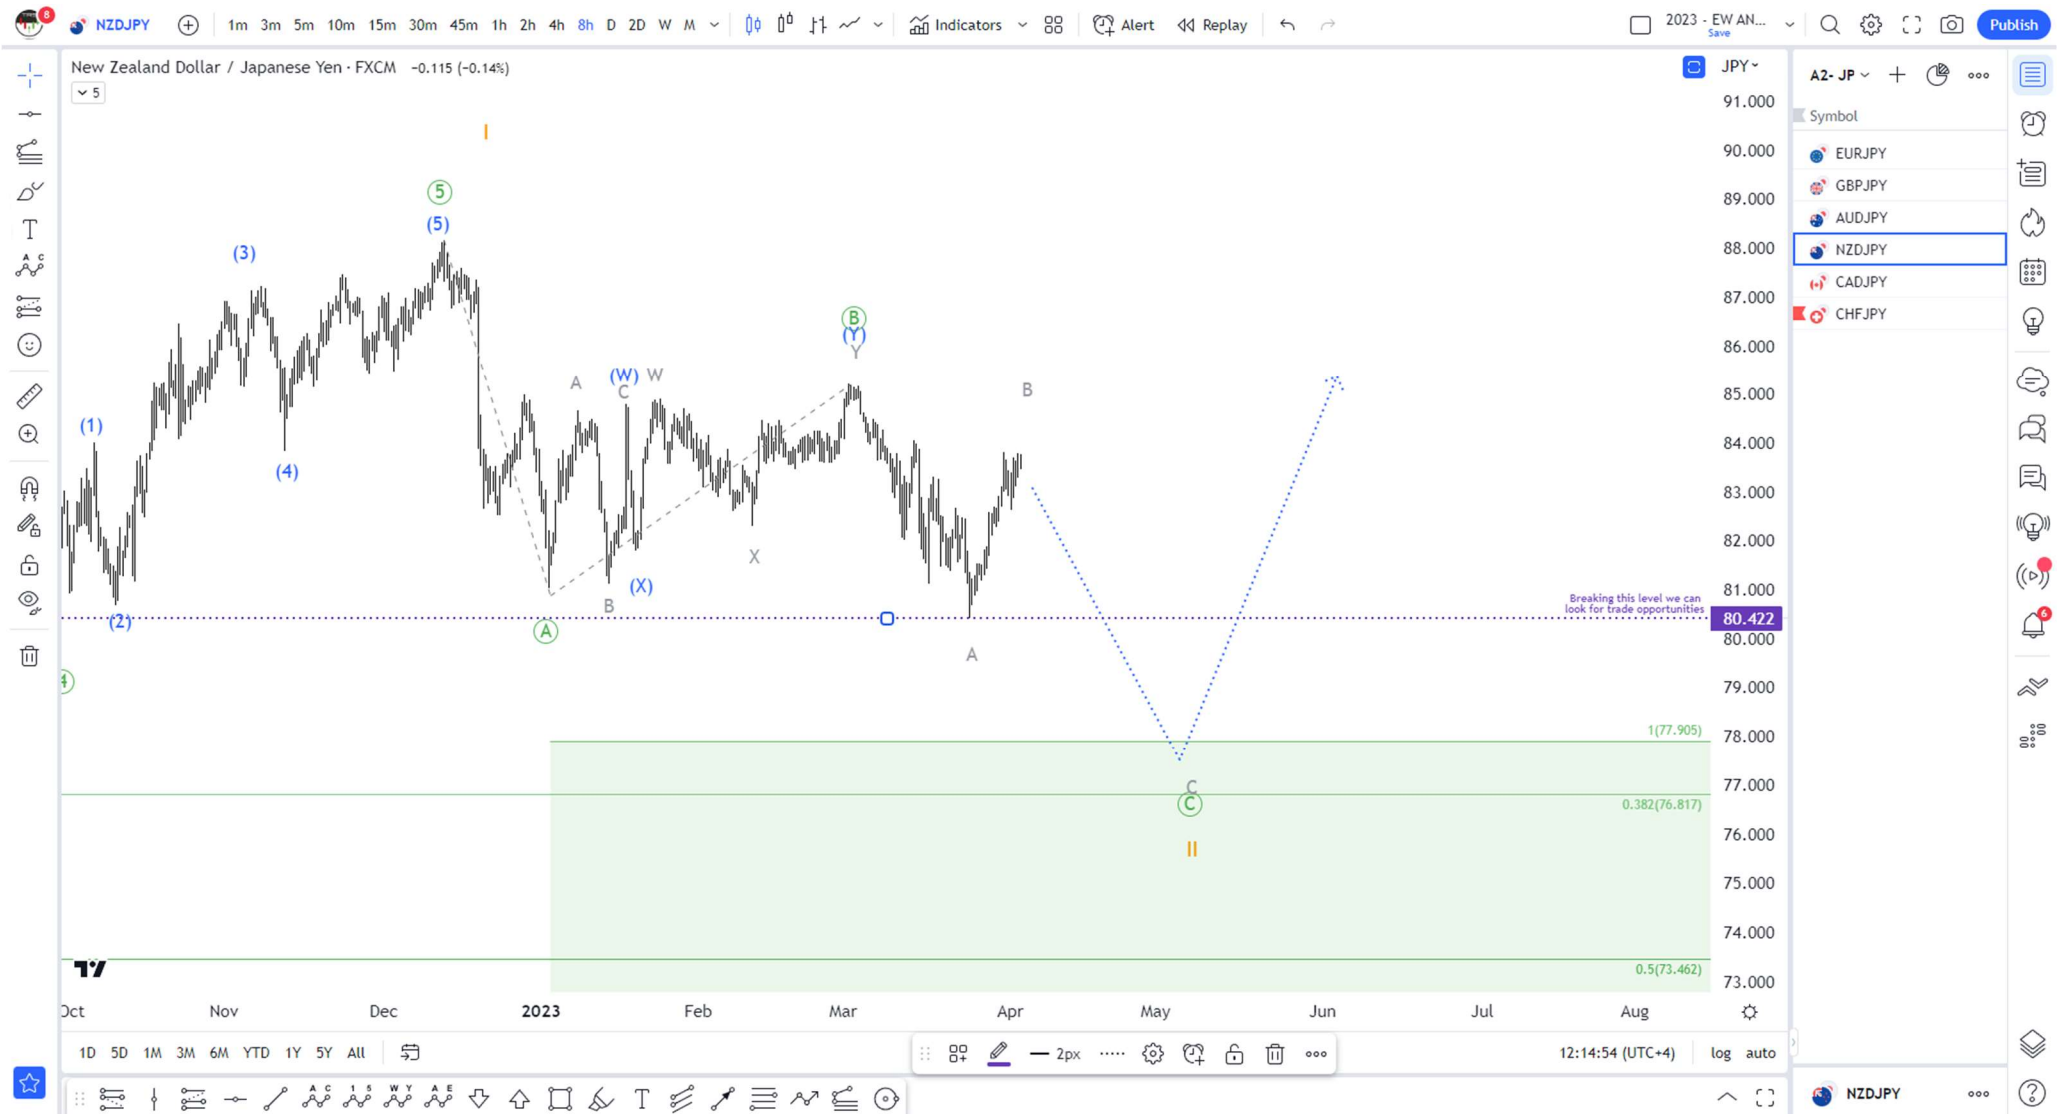 8 NZDJPY 1m 3m 5m 10m 15m 30m 45m 1h 2h 4h 8h D 2D W M Indicators Alert Replay 2023 - EW AN... Save Publish
New Zealand Dollar / Japanese Yen · FXCM −0.115 (−0.14%)
5
JPY
A2- JP
Symbol
EURJPY
GBPJPY
AUDJPY
NZDJPY
CADJPY
CHFJPY
91.000
90.000
89.000
88.000
87.000
86.000
85.000
84.000
83.000
82.000
81.000
80.422
80.000
79.000
78.000
77.000
76.000
75.000
74.000
73.000
I
5
(5)
(3)
(1)
(4)
(2)
4
A
(W) W
C
A
B
(X)
X
B
(Y)
Y
B
A
Breaking this level we can
look for trade opportunities
1(77.905)
C
C
0.382(76.817)
II
0.5(73.462)
Oct Nov Dec 2023 Feb Mar Apr May Jun Jul Aug
1D 5D 1M 3M 6M YTD 1Y 5Y All
2px
12:14:54 (UTC+4) log auto
A C 1 5 W Y A E T
NZDJPY
6